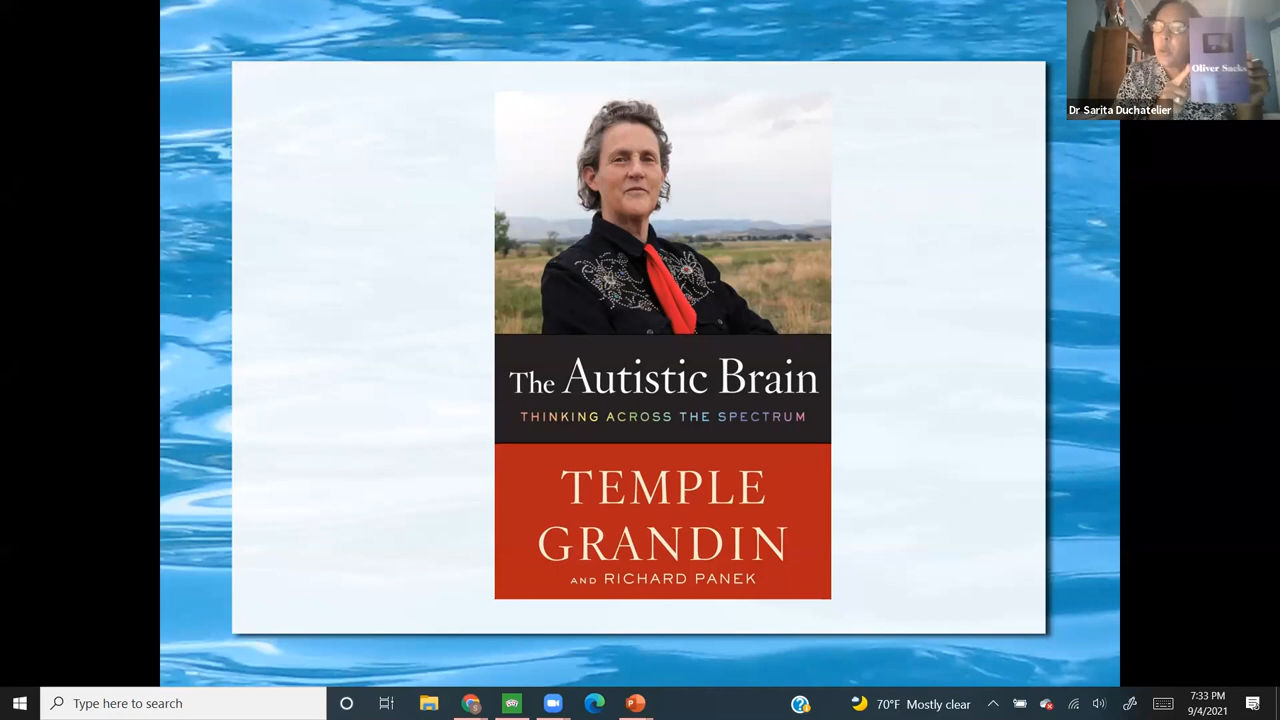 Oliver Sacks
Dr Sarita Duchatelier
The Autistic Brain
THINKING ACROSS THE SPECTRUM
TEMPLE
GRANDIN
AND RICHARD PANEK
Type here to search
70°F Mostly clear
7:33 PM
9/4/2021